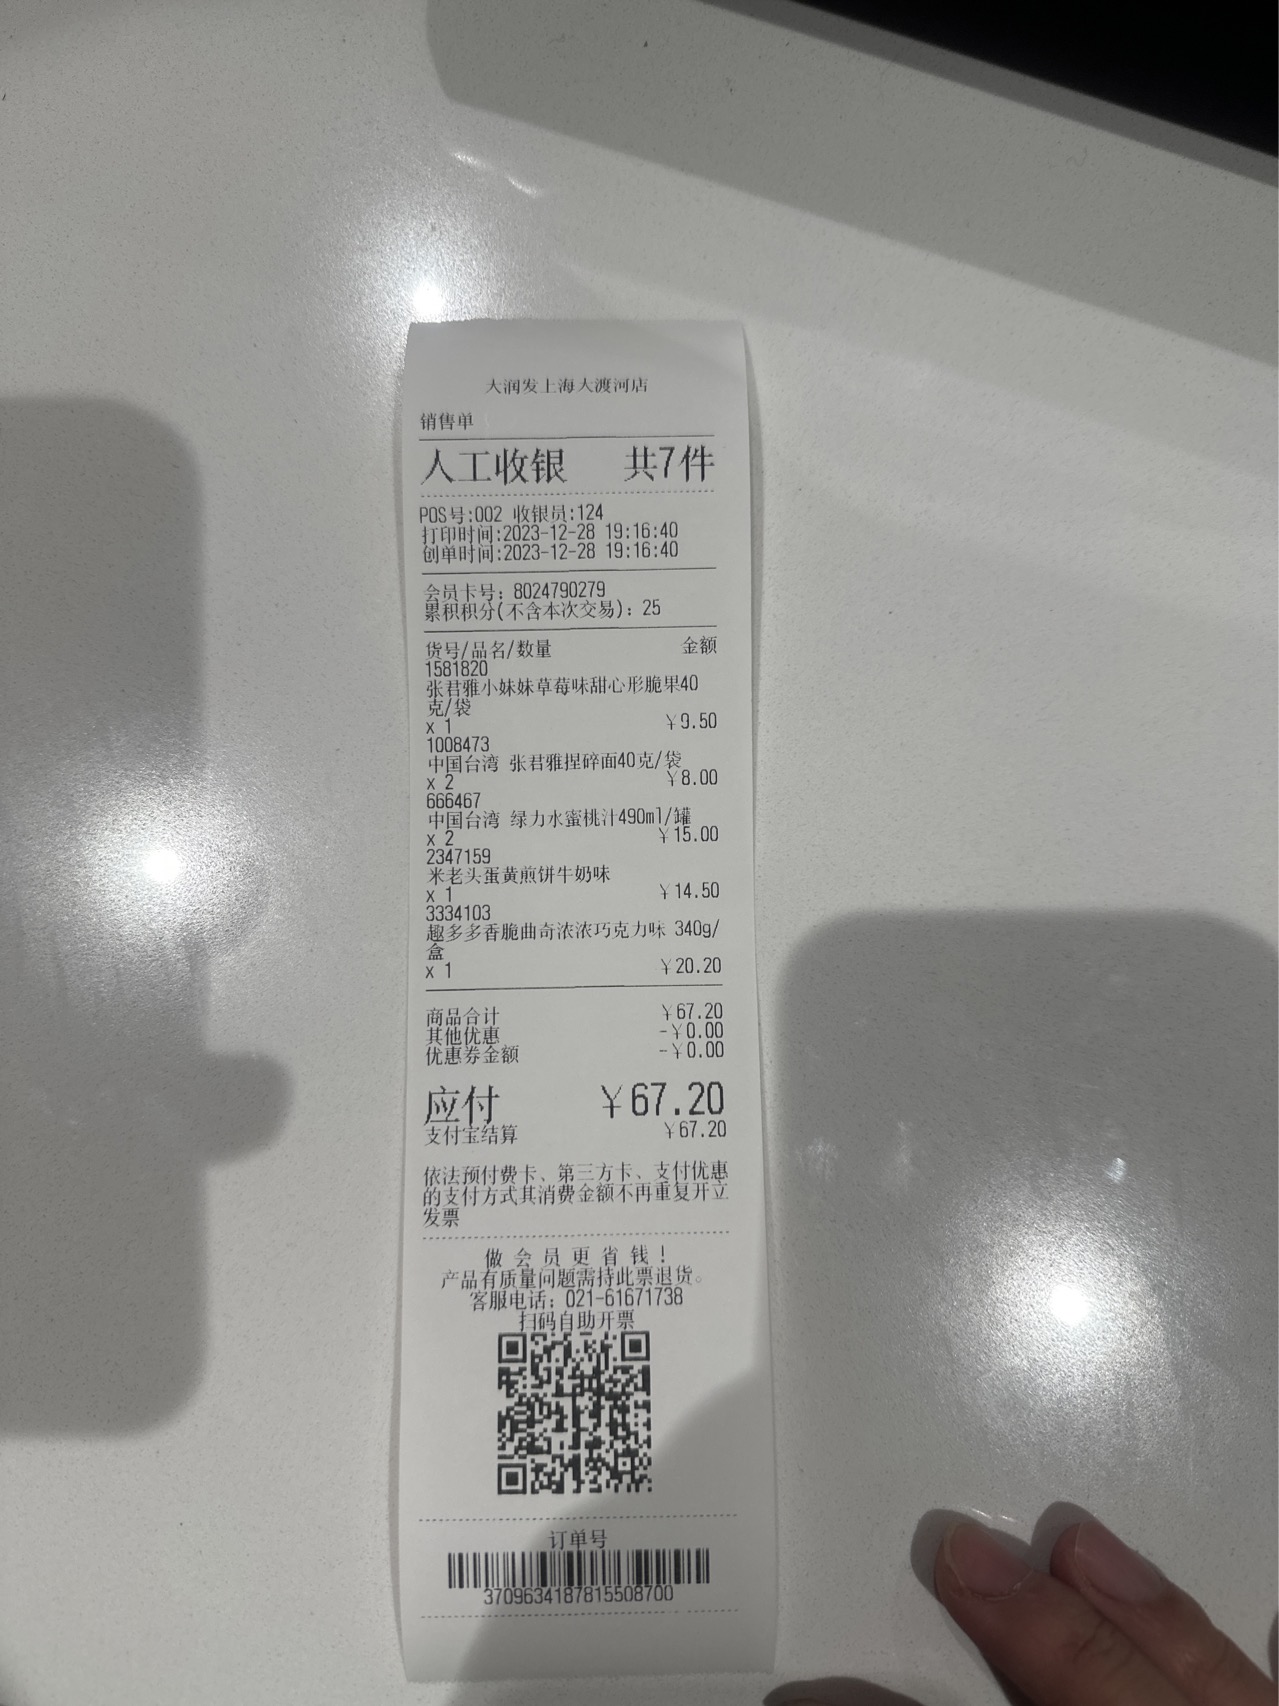 大润发上海大渡河店
销售单
人工收银 共7件
POS号:002 收银员:124
打印时间:2023-12-28 19:16:40
创单时间:2023-12-28 19:16:40
会员卡号: 8024790279
累积积分(不含本次交易): 25
货号/品名/数量 金额
1581820
张君雅小妹妹草莓味甜心形脆果40
克/袋
x 1 ￥9.50
1008473
中国台湾 张君雅捏碎面40克/袋
x 2 ￥8.00
666467
中国台湾 绿力水蜜桃汁490ml/罐
x 2 ￥15.00
2347159
米老头蛋黄煎饼牛奶味
x 1 ￥14.50
3334103
趣多多香脆曲奇浓浓巧克力味 340g/
盒
x 1 ￥20.20
商品合计 ￥67.20
其他优惠 -￥0.00
优惠券金额 -￥0.00
应付 ￥67.20
支付宝结算 ￥67.20
依法预付费卡、第三方卡、支付优惠
的支付方式其消费金额不再重复开立
发票
做会员更省钱!
产品有质量问题需持此票退货。
客服电话: 021-61671738
扫码自助开票
订单号
3709634187815508700